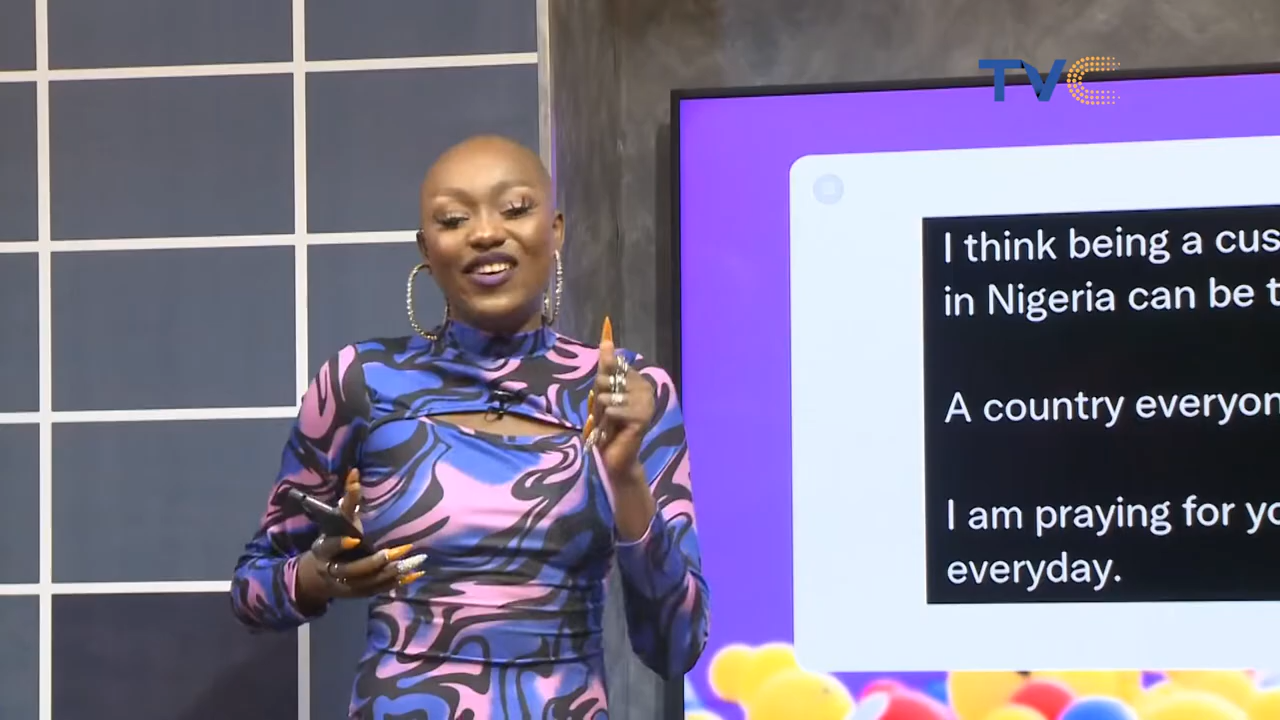 TVC
I think being a cus
in Nigeria can be t
A country everyon
I am praying for yo
everyday.